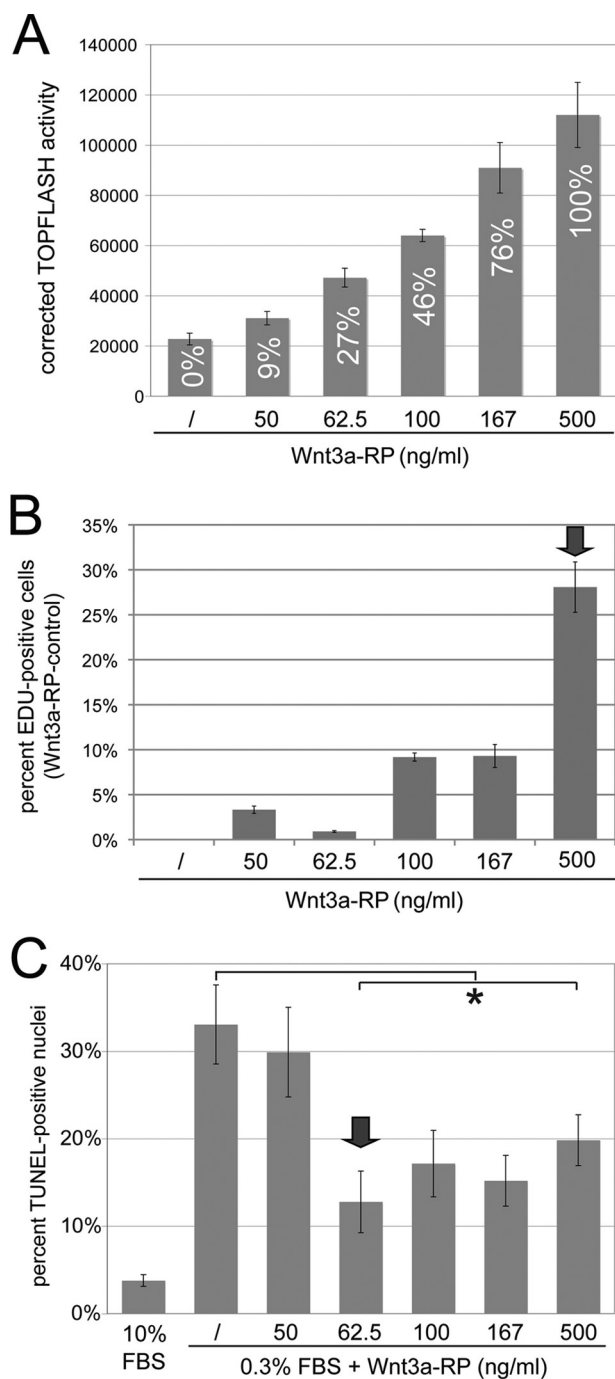 A
corrected TOPFLASH activity
140000
120000
100000
80000
60000
40000
20000
0
0%
9%
27%
46%
76%
100%
/ 50 62.5 100 167 500
Wnt3a-RP (ng/ml)
B
percent EDU-positive cells
(Wnt3a-RP-control)
35%
30%
25%
20%
15%
10%
5%
0%
/ 50 62.5 100 167 500
Wnt3a-RP (ng/ml)
C
percent TUNEL-positive nuclei
40%
30%
20%
10%
0%
*
10%
FBS
/ 50 62.5 100 167 500
0.3% FBS + Wnt3a-RP (ng/ml)